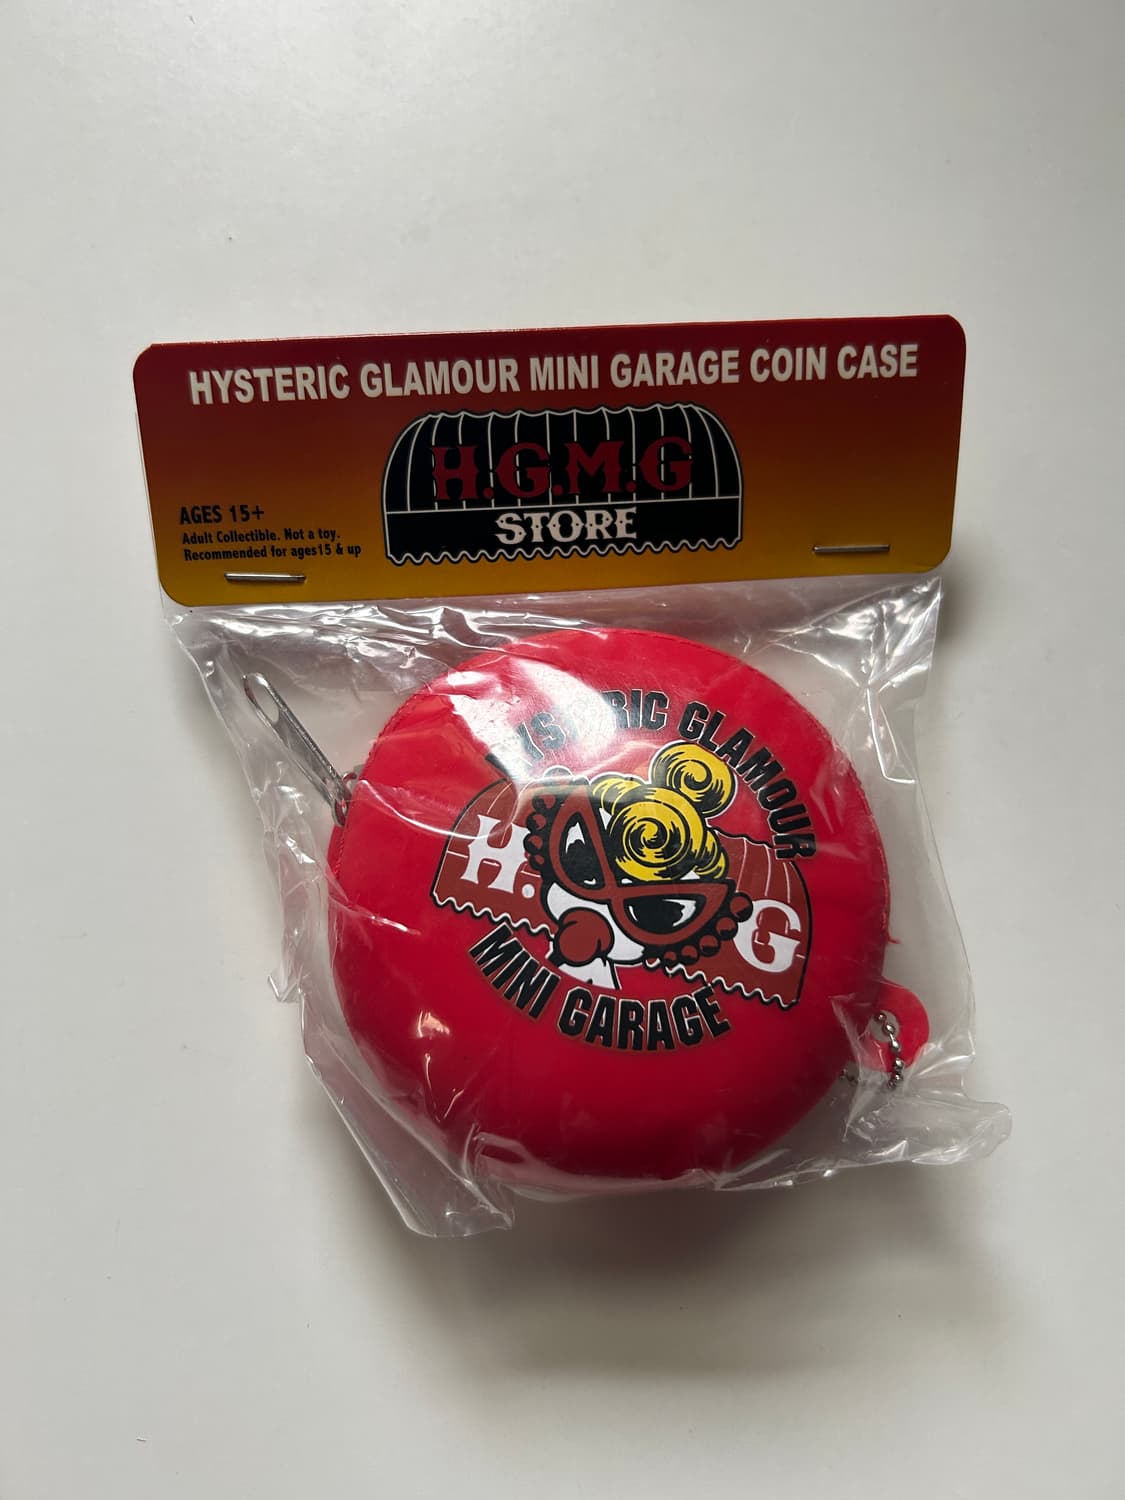 HYSTERIC GLAMOUR MINI GARAGE COIN CASE
H.G.M.G
STORE
AGES 15+
Adult Collectible. Not a toy.
Recommended for ages15 & up
HYSTERIC GLAMOUR
H. G
MINI GARAGE